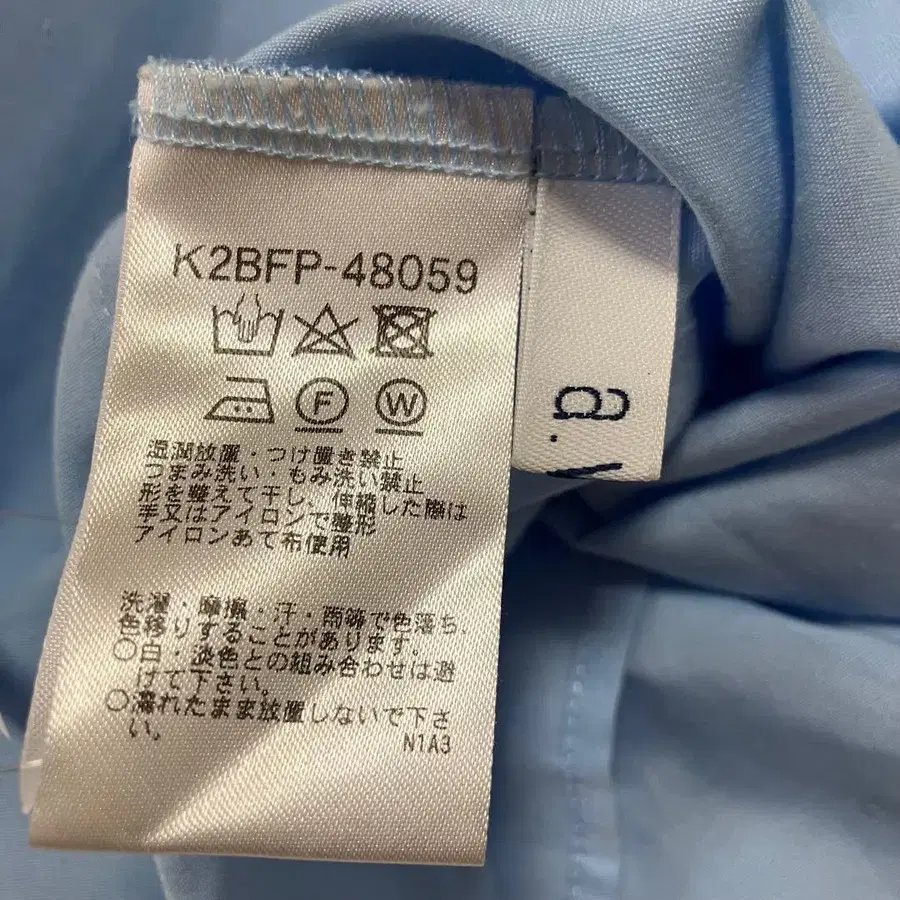 K2BFP-48059
F W
湿潤放置・つけ置き禁止
つまみ洗い・もみ洗い禁止
形を整えて干し、伸縮した際は
手又はアイロンで整形
アイロンあて布使用
洗濯・摩擦・汗・雨等で色落ち、
色移りすることがあります。
○白・淡色との組み合わせは避
けて下さい。
○濡れたまま放置しないで下さ
い。
N1A3
a.